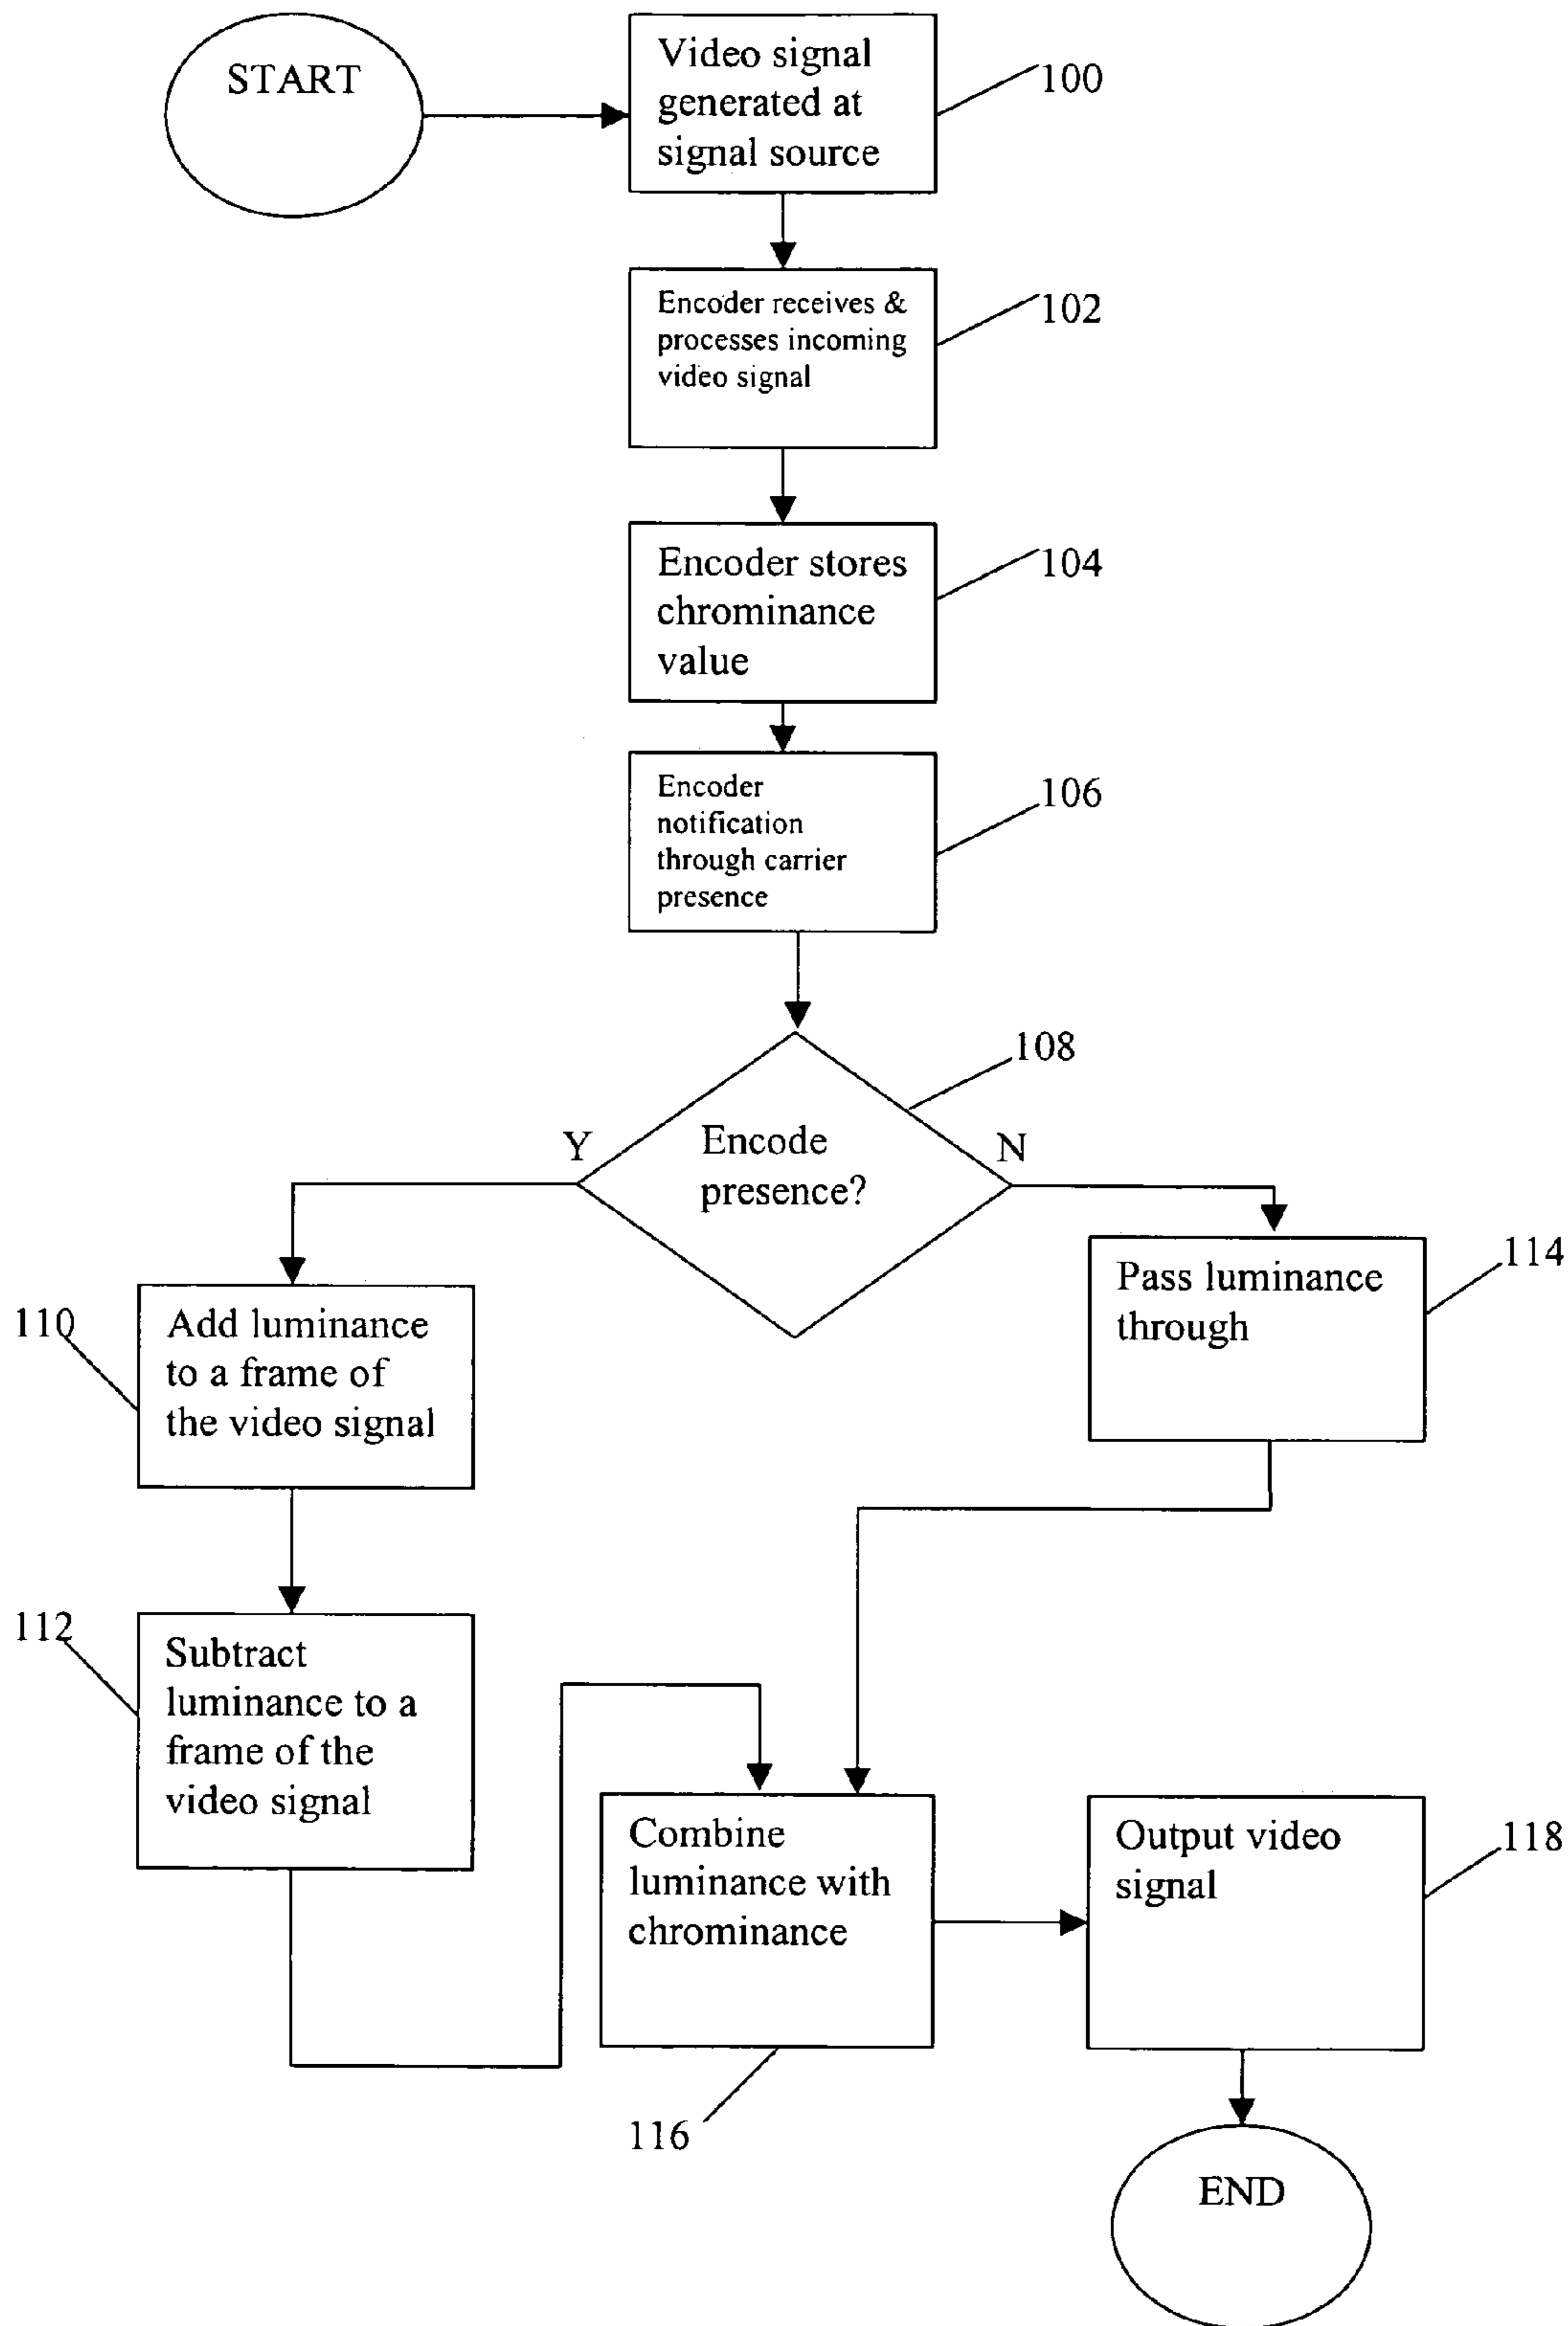 START
Video signal
generated at
signal source
100
Encoder receives &
processes incoming
video signal
102
Encoder stores
chrominance
value
104
Encoder
notification
through carrier
presence
106
108
Y
Encode
presence?
N
114
Pass luminance
through
110
Add luminance
to a frame of
the video signal
112
Subtract
luminance to a
frame of the
video signal
Combine
luminance with
chrominance
116
Output video
signal
118
END